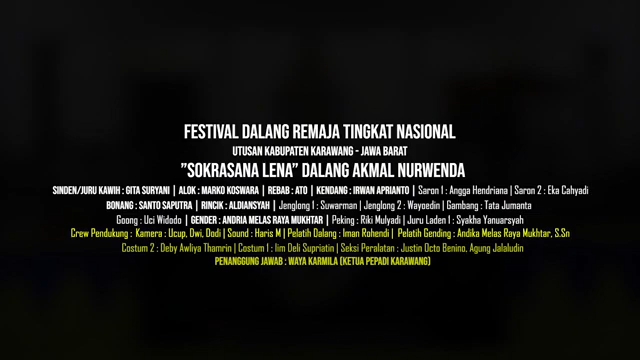 FESTIVAL DALANG REMAJA TINGKAT NASIONAL
UTUSAN KABUPATEN KARAWANG - JAWA BARAT
"SOKRASANA LENA" DALANG AKMAL NURWENDA
SINDEN/JURU KAWIH : GITA SURYANI | ALOK : MARKO KOSWARA | REBAB : ATO | KENDANG : IRWAN APRIANTO | Saron 1 : Angga Hendriana | Saron 2 : Eka Cahyadi
BONANG : SANTO SAPUTRA | RINCIK : ALDIANSYAH | Jenglong 1 : Suwarman | Jenglong 2 : Wayoedin | Gambang : Tata Jumanta
Goong : Uci Widodo | GENDER : ANDRIA MELAS RAYA MUKHTAR | Peking : Riki Mulyadi | Juru Laden 1 : Syakha Yanuarsyah
Crew Pendukung : Kamera : Ucup, Dwi, Dodi | Sound : Haris M | Pelatih Dalang : Iman Rohendi | Pelatih Gending : Andika Melas Raya Mukhtar, S.Sn
Costum 2 : Deby Awliya Thamrin | Costum 1 : Iim Deli Supriatin | Seksi Peralatan : Justin Octo Benino, Agung Jalaludin
PENANGGUNG JAWAB : WAYA KARMILA (KETUA PEPADI KARAWANG)